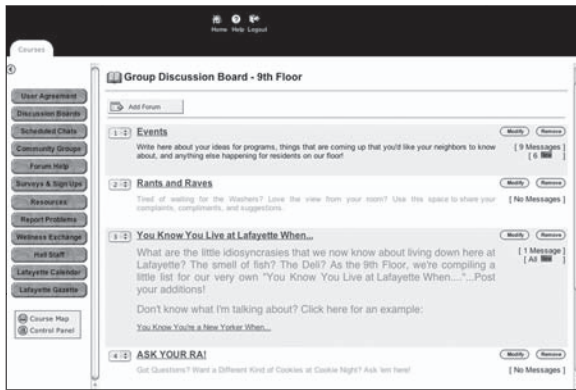 Home Help Logout
Courses
Group Discussion Board - 9th Floor
User Agreement
Discussion Boards
Scheduled Chats
Community Groups
Forum Help
Surveys & Sign Ups
Resources
Report Problems
Wellness Exchange
Hall Staff
Lafayette Calendar
Lafayette Gazette
Course Map
Control Panel
Add Forum
1 Events Modify Remove
Write here about your ideas for programs, things that are coming up that you'd like your neighbors to know [ 9 Messages ]
about, and anything else happening for residents on our floor! [ 6 ]
2 Rants and Raves Modify Remove
Tired of waiting for the Washers? Love the view from your room? Use this space to share your [ No Messages ]
complaints, compliments, and suggestions.
3 You Know You Live at Lafayette When... Modify Remove
What are the little idiosyncrasies that we now [ 1 Message ]
know about living down here at [ All ]
Lafayette? The smell of fish? The Deli? As the 9th Floor, we're compiling a
little list for our very own "You Know You Live at Lafayette When...."...Post
your additions!
Don't know what I'm talking about? Click here for an example:
You Know You're a New Yorker When...
4 ASK YOUR RA! Modify Remove
Got Questions? Want a Different Kind of Cookies at Cookie Night? Ask 'em here! [ No Messages ]